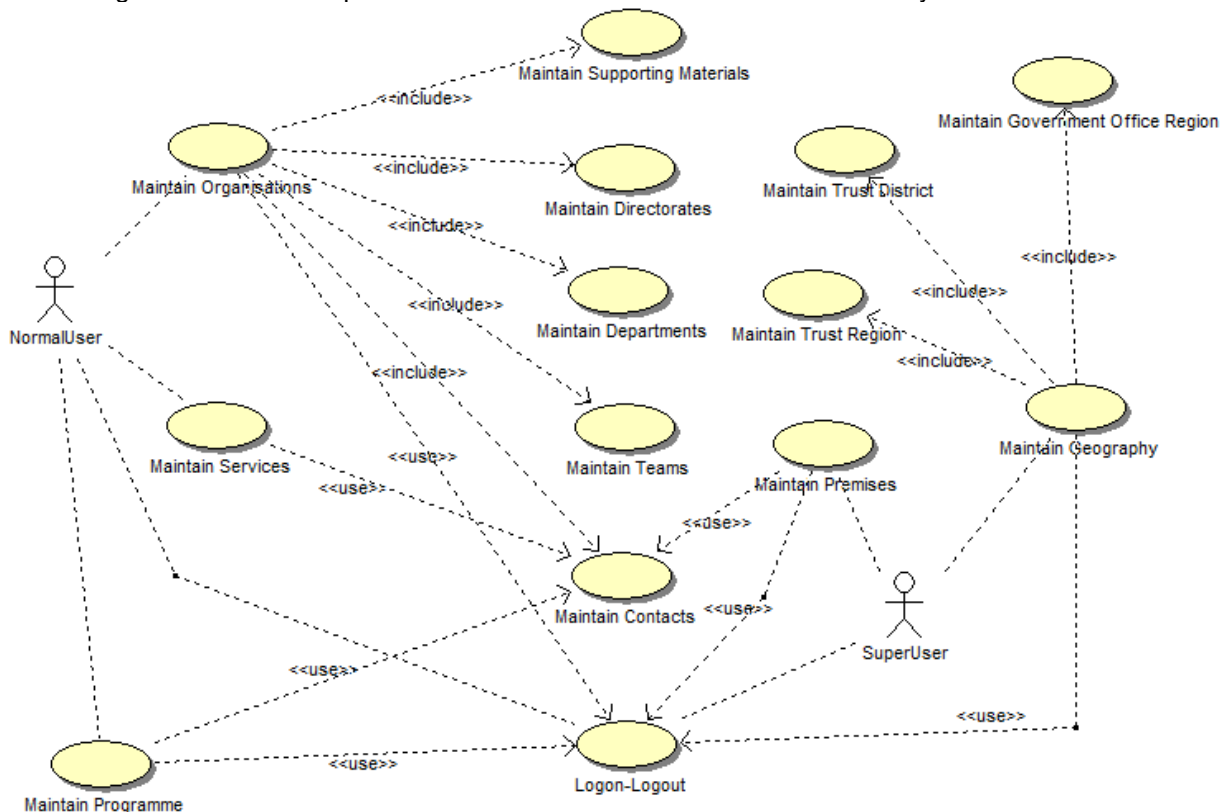 Maintain Supporting Materials
<<include>>
Maintain Government Office Region
Maintain Organisations
<<include>>
Maintain Directorates
Maintain Trust District
<<include>>
<<include>>
<<include>>
<<include>>
Maintain Departments
Maintain Trust Region
NormalUser
<<include>>
<<include>>
Maintain Services
<<use>>
Maintain Teams
Maintain Geography
<<use>>
Maintain Premises
<<use>>
Maintain Contacts
<<use>>
SuperUser
<<use>>
<<use>>
<<use>>
Logon-Logout
Maintain Programme